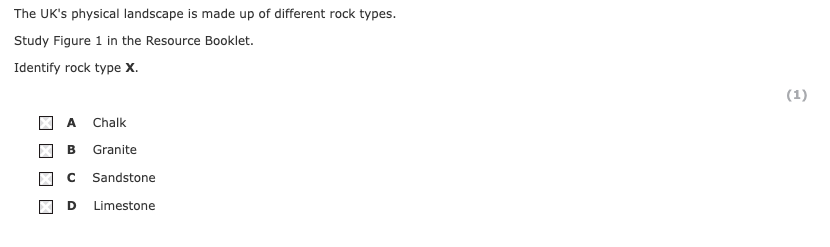 The UK's physical landscape is made up of different rock types.
Study Figure 1 in the Resource Booklet.
Identify rock type X.
(1)
A Chalk
B Granite
C Sandstone
D Limestone